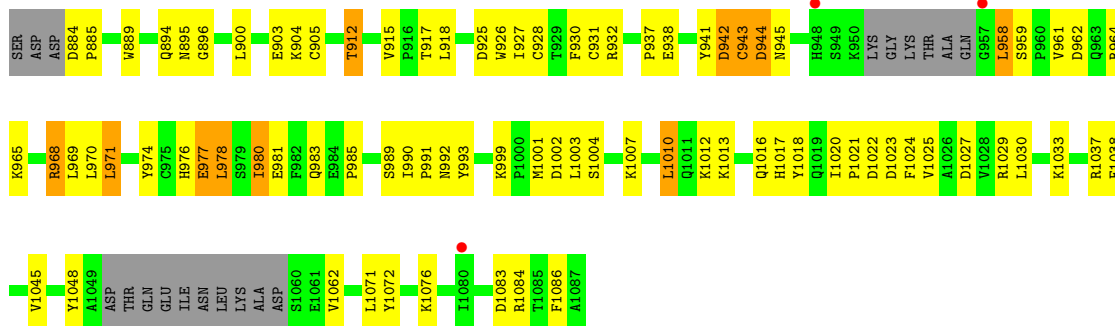 SER ASP ASP D884 P885 W889 Q894 N895 G896 L900 E903 K904 C905 T912 V915 P916 T917 L918 D925 W926 I927 C928 T929 F930 C931 R932 P937 E938 Y941 D942 C943 D944 N945 H948 S949 K950 LYS GLY LYS THR ALA GLN G957 L958 S959 P960 V961 D962 Q963
K965 R968 L969 L970 L971 Y974 C975 H976 E977 L978 S979 I980 E981 F982 Q983 E984 P985 S989 I990 P991 N992 Y993 K999 P1000 M1001 D1002 L1003 S1004 K1007 L1010 Q1011 K1012 K1013 Q1016 H1017 Y1018 Q1019 I1020 P1021 D1022 D1023 F1024 V1025 A1026 D1027 V1028 R1029 L1030 K1033 R1037
V1045 Y1048 A1049 ASP THR GLN GLU ILE ASN LEU LYS ALA ASP S1060 E1061 V1062 L1071 Y1072 K1076 I1080 D1083 R1084 T1085 F1086 A1087